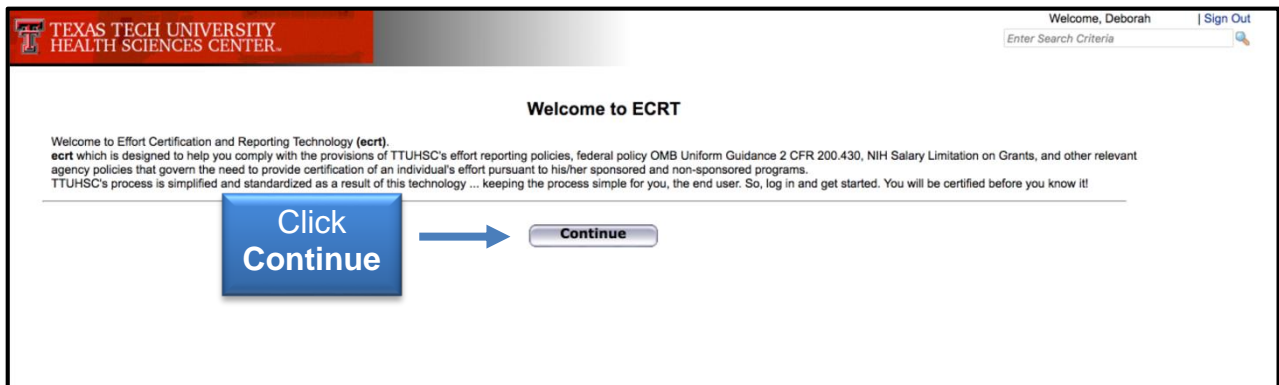 TEXAS TECH UNIVERSITY
HEALTH SCIENCES CENTER™
Welcome, Deborah | Sign Out
Enter Search Criteria
Welcome to ECRT
Welcome to Effort Certification and Reporting Technology (ecrt).
ecrt which is designed to help you comply with the provisions of TTUHSC's effort reporting policies, federal policy OMB Uniform Guidance 2 CFR 200.430, NIH Salary Limitation on Grants, and other relevant
agency policies that govern the need to provide certification of an individual's effort pursuant to his/her sponsored and non-sponsored programs.
TTUHSC's process is simplified and standardized as a result of this technology ... keeping the process simple for you, the end user. So, log in and get started. You will be certified before you know it!
Click
Continue
Continue